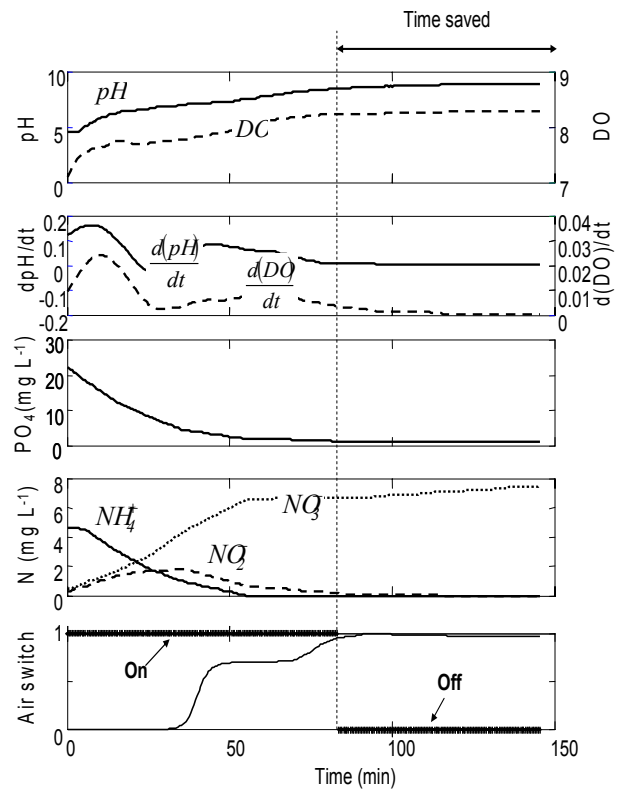 Time saved
10 9
pH
pH 5 8 DO
DO
0 7
0.2 0.04
0.1 0.03
dpH/dt 0 0.02 d(DO)/dt
-0.1 0.01
-0.2 0
d(pH) d(DO)
dt dt
30
20
PO4(mg L-1)
10
0
8
6
N (mg L-1)
4
2
0
NH4+ NO3- NO2-
1
Air switch
On
Off
0
0 50 100 150
Time (min)